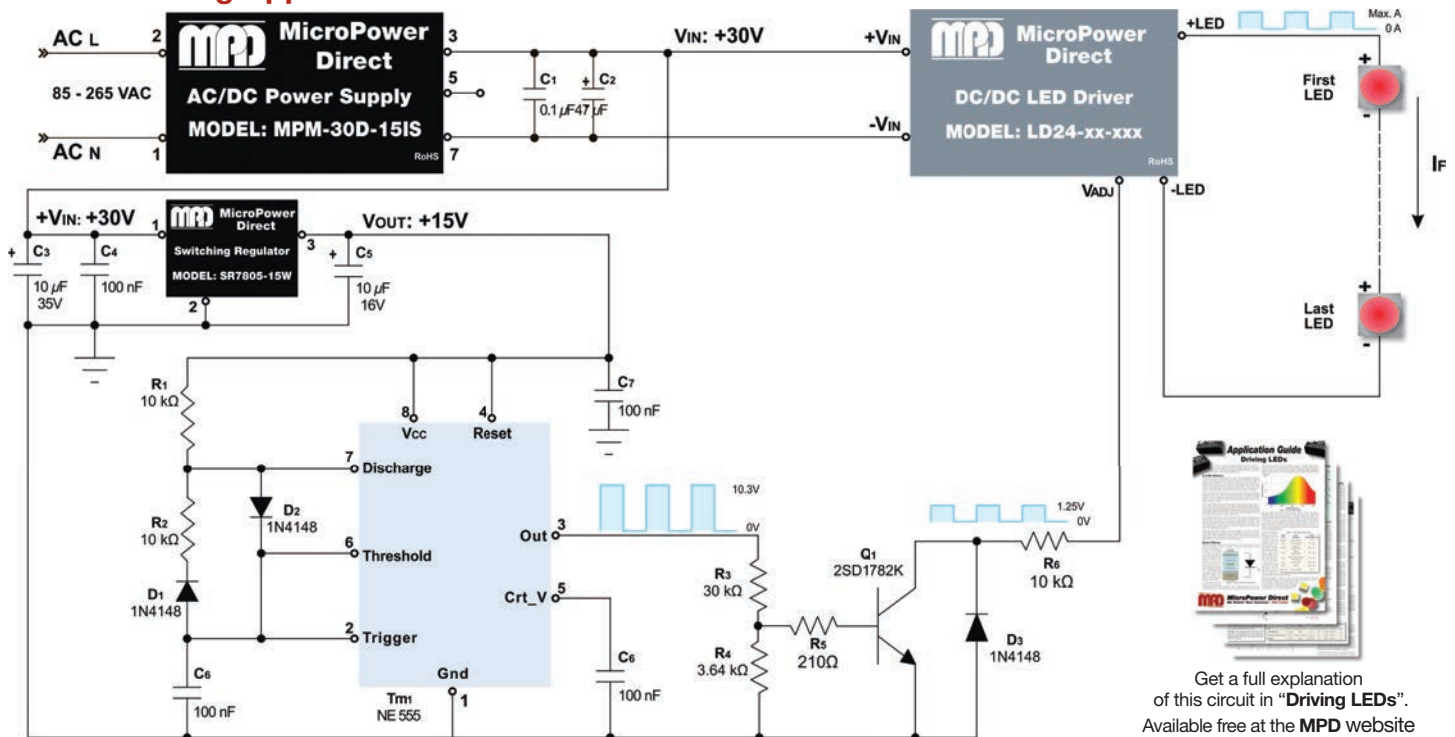 AC L
2
MPD MicroPower Direct
AC/DC Power Supply
MODEL: MPM-30D-15IS
RoHS
3
5
7
85 - 265 VAC
AC N
1
C1
0.1 µF
+
C2
47 µF
VIN: +30V
+VIN
-VIN
MPD MicroPower Direct
DC/DC LED Driver
MODEL: LD24-xx-xxx
RoHS
+LED
Max. A
0 A
VADJ
-LED
+
First LED
-
IF
+
Last LED
-
+VIN: +30V
1
MPD MicroPower Direct
Switching Regulator
MODEL: SR7805-15W
3
2
VOUT: +15V
+
C3
10 µF
35V
C4
100 nF
+
C5
10 µF
16V
R1
10 kΩ
R2
10 kΩ
D1
1N4148
D2
1N4148
C6
100 nF
8
Vcc
4
Reset
C7
100 nF
7
Discharge
6
Threshold
2
Trigger
Out
3
Crt_V
5
Gnd
1
Tm1
NE 555
10.3V
0V
C6
100 nF
R3
30 kΩ
R4
3.64 kΩ
R5
210Ω
Q1
2SD1782K
1.25V
0V
R6
10 kΩ
D3
1N4148
Application Guide
Driving LEDs
MPD MicroPower Direct
Get a full explanation
of this circuit in “Driving LEDs”.
Available free at the MPD website